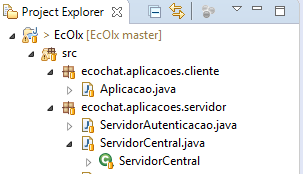 Project Explorer
> EcOlx [EcOlx master]
src
ecochat.aplicacoes.cliente
Aplicacao.java
ecochat.aplicacoes.servidor
ServidorAutenticacao.java
ServidorCentral.java
ServidorCentral